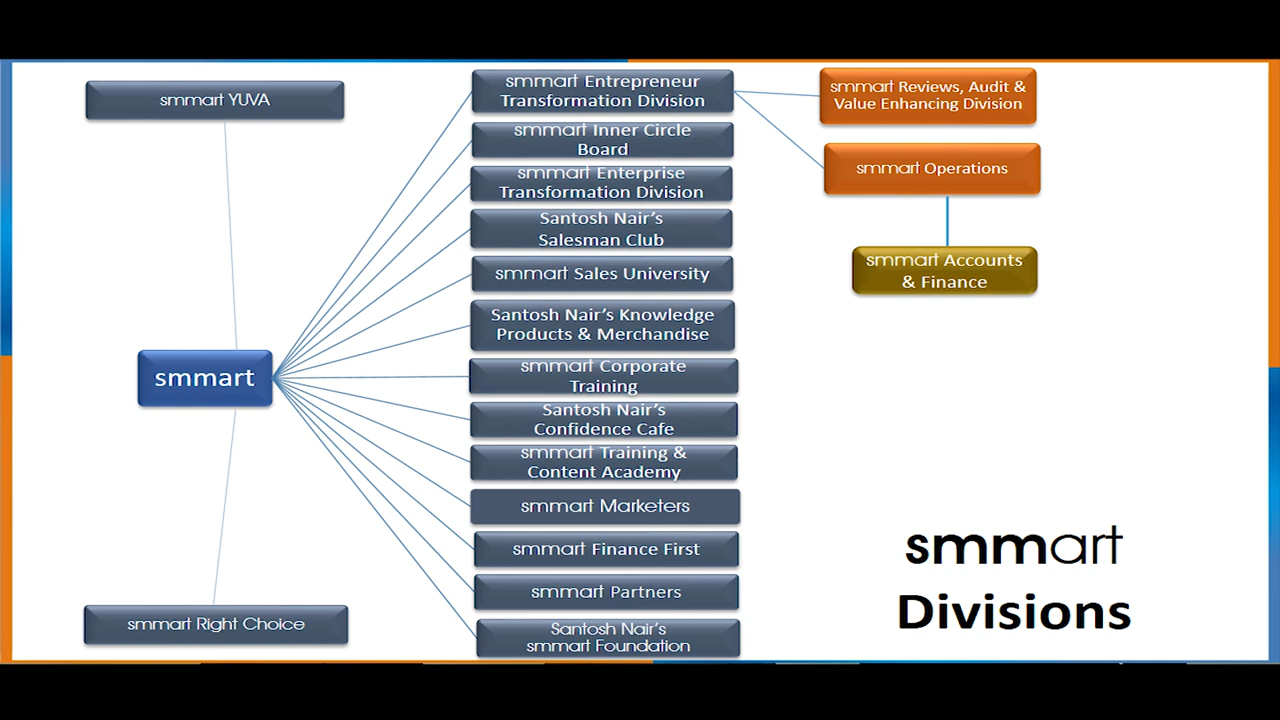 smmart YUVA
smmart
smmart Right Choice
smmart Entrepreneur
Transformation Division
smmart Inner Circle
Board
smmart Enterprise
Transformation Division
Santosh Nair’s
Salesman Club
smmart Sales University
Santosh Nair’s Knowledge
Products & Merchandise
smmart Corporate
Training
Santosh Nair’s
Confidence Cafe
smmart Training &
Content Academy
smmart Marketers
smmart Finance First
smmart Partners
Santosh Nair’s
smmart Foundation
smmart Reviews, Audit &
Value Enhancing Division
smmart Operations
smmart Accounts
& Finance
smmart
Divisions